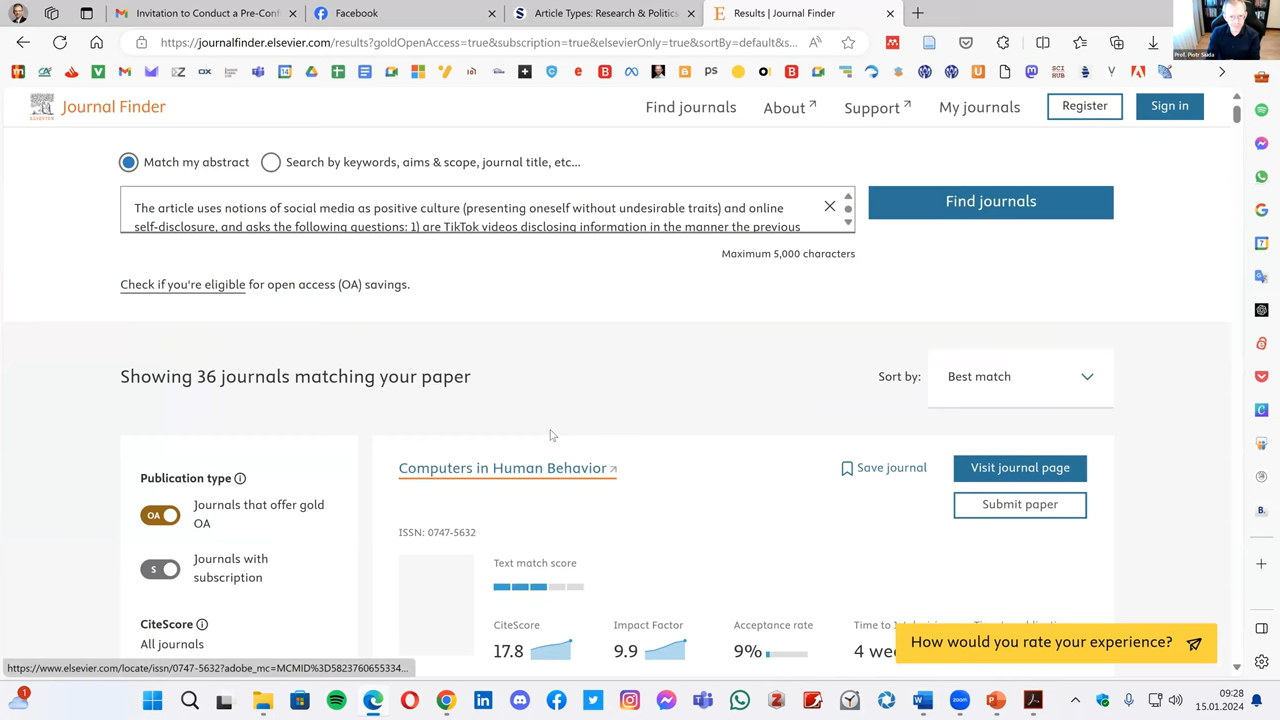 Invitation to Conduct a Pre-Conf
Facebook
Article Types: Research & Politics
Results | Journal Finder
https://journalfinder.elsevier.com/results?goldOpenAccess=true&subscription=true&elsevierOnly=true&sortBy=default&s...
Prof. Piotr Siuda
Journal Finder
Find journals
About
Support
My journals
Register
Sign in
Match my abstract
Search by keywords, aims & scope, journal title, etc...
The article uses notions of social media as positive culture (presenting oneself without undesirable traits) and online
self-disclosure, and asks the following questions: 1) are TikTok videos disclosing information in the manner the previous
Find journals
Maximum 5,000 characters
Check if you're eligible for open access (OA) savings.
Showing 36 journals matching your paper
Sort by:
Best match
Publication type
OA
Journals that offer gold
OA
S
Journals with
subscription
CiteScore
All journals
Computers in Human Behavior
Save journal
Visit journal page
Submit paper
ISSN: 0747-5632
Text match score
CiteScore
17.8
Impact Factor
9.9
Acceptance rate
9%
Time to
4 wee
How would you rate your experience?
https://www.elsevier.com/locate/issn/0747-5632?adobe_mc=MCMID%3D5823760655334...
09:28
15.01.2024